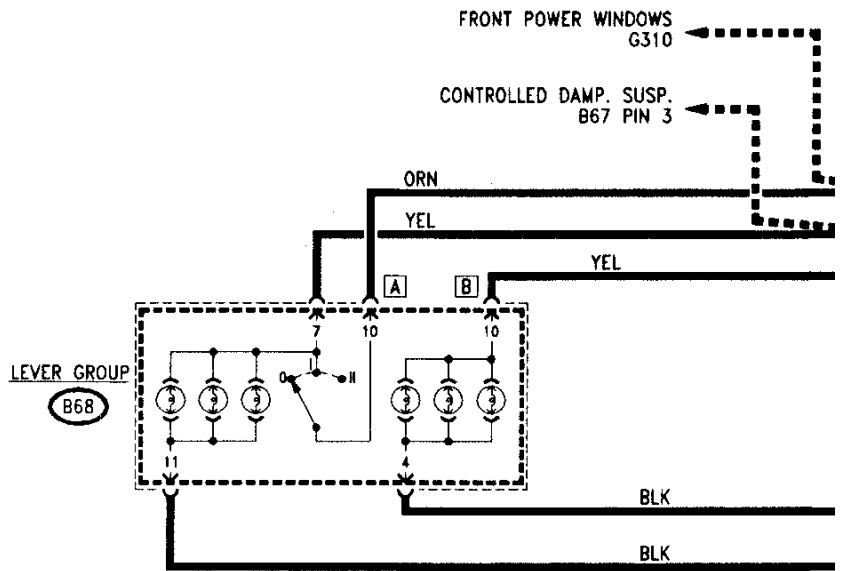 FRONT POWER WINDOWS
G310
CONTROLLED DAMP. SUSP.
B67 PIN 3
ORN
YEL
YEL
A
B
7
10
10
LEVER GROUP
B68
0
I
H
11
4
BLK
BLK